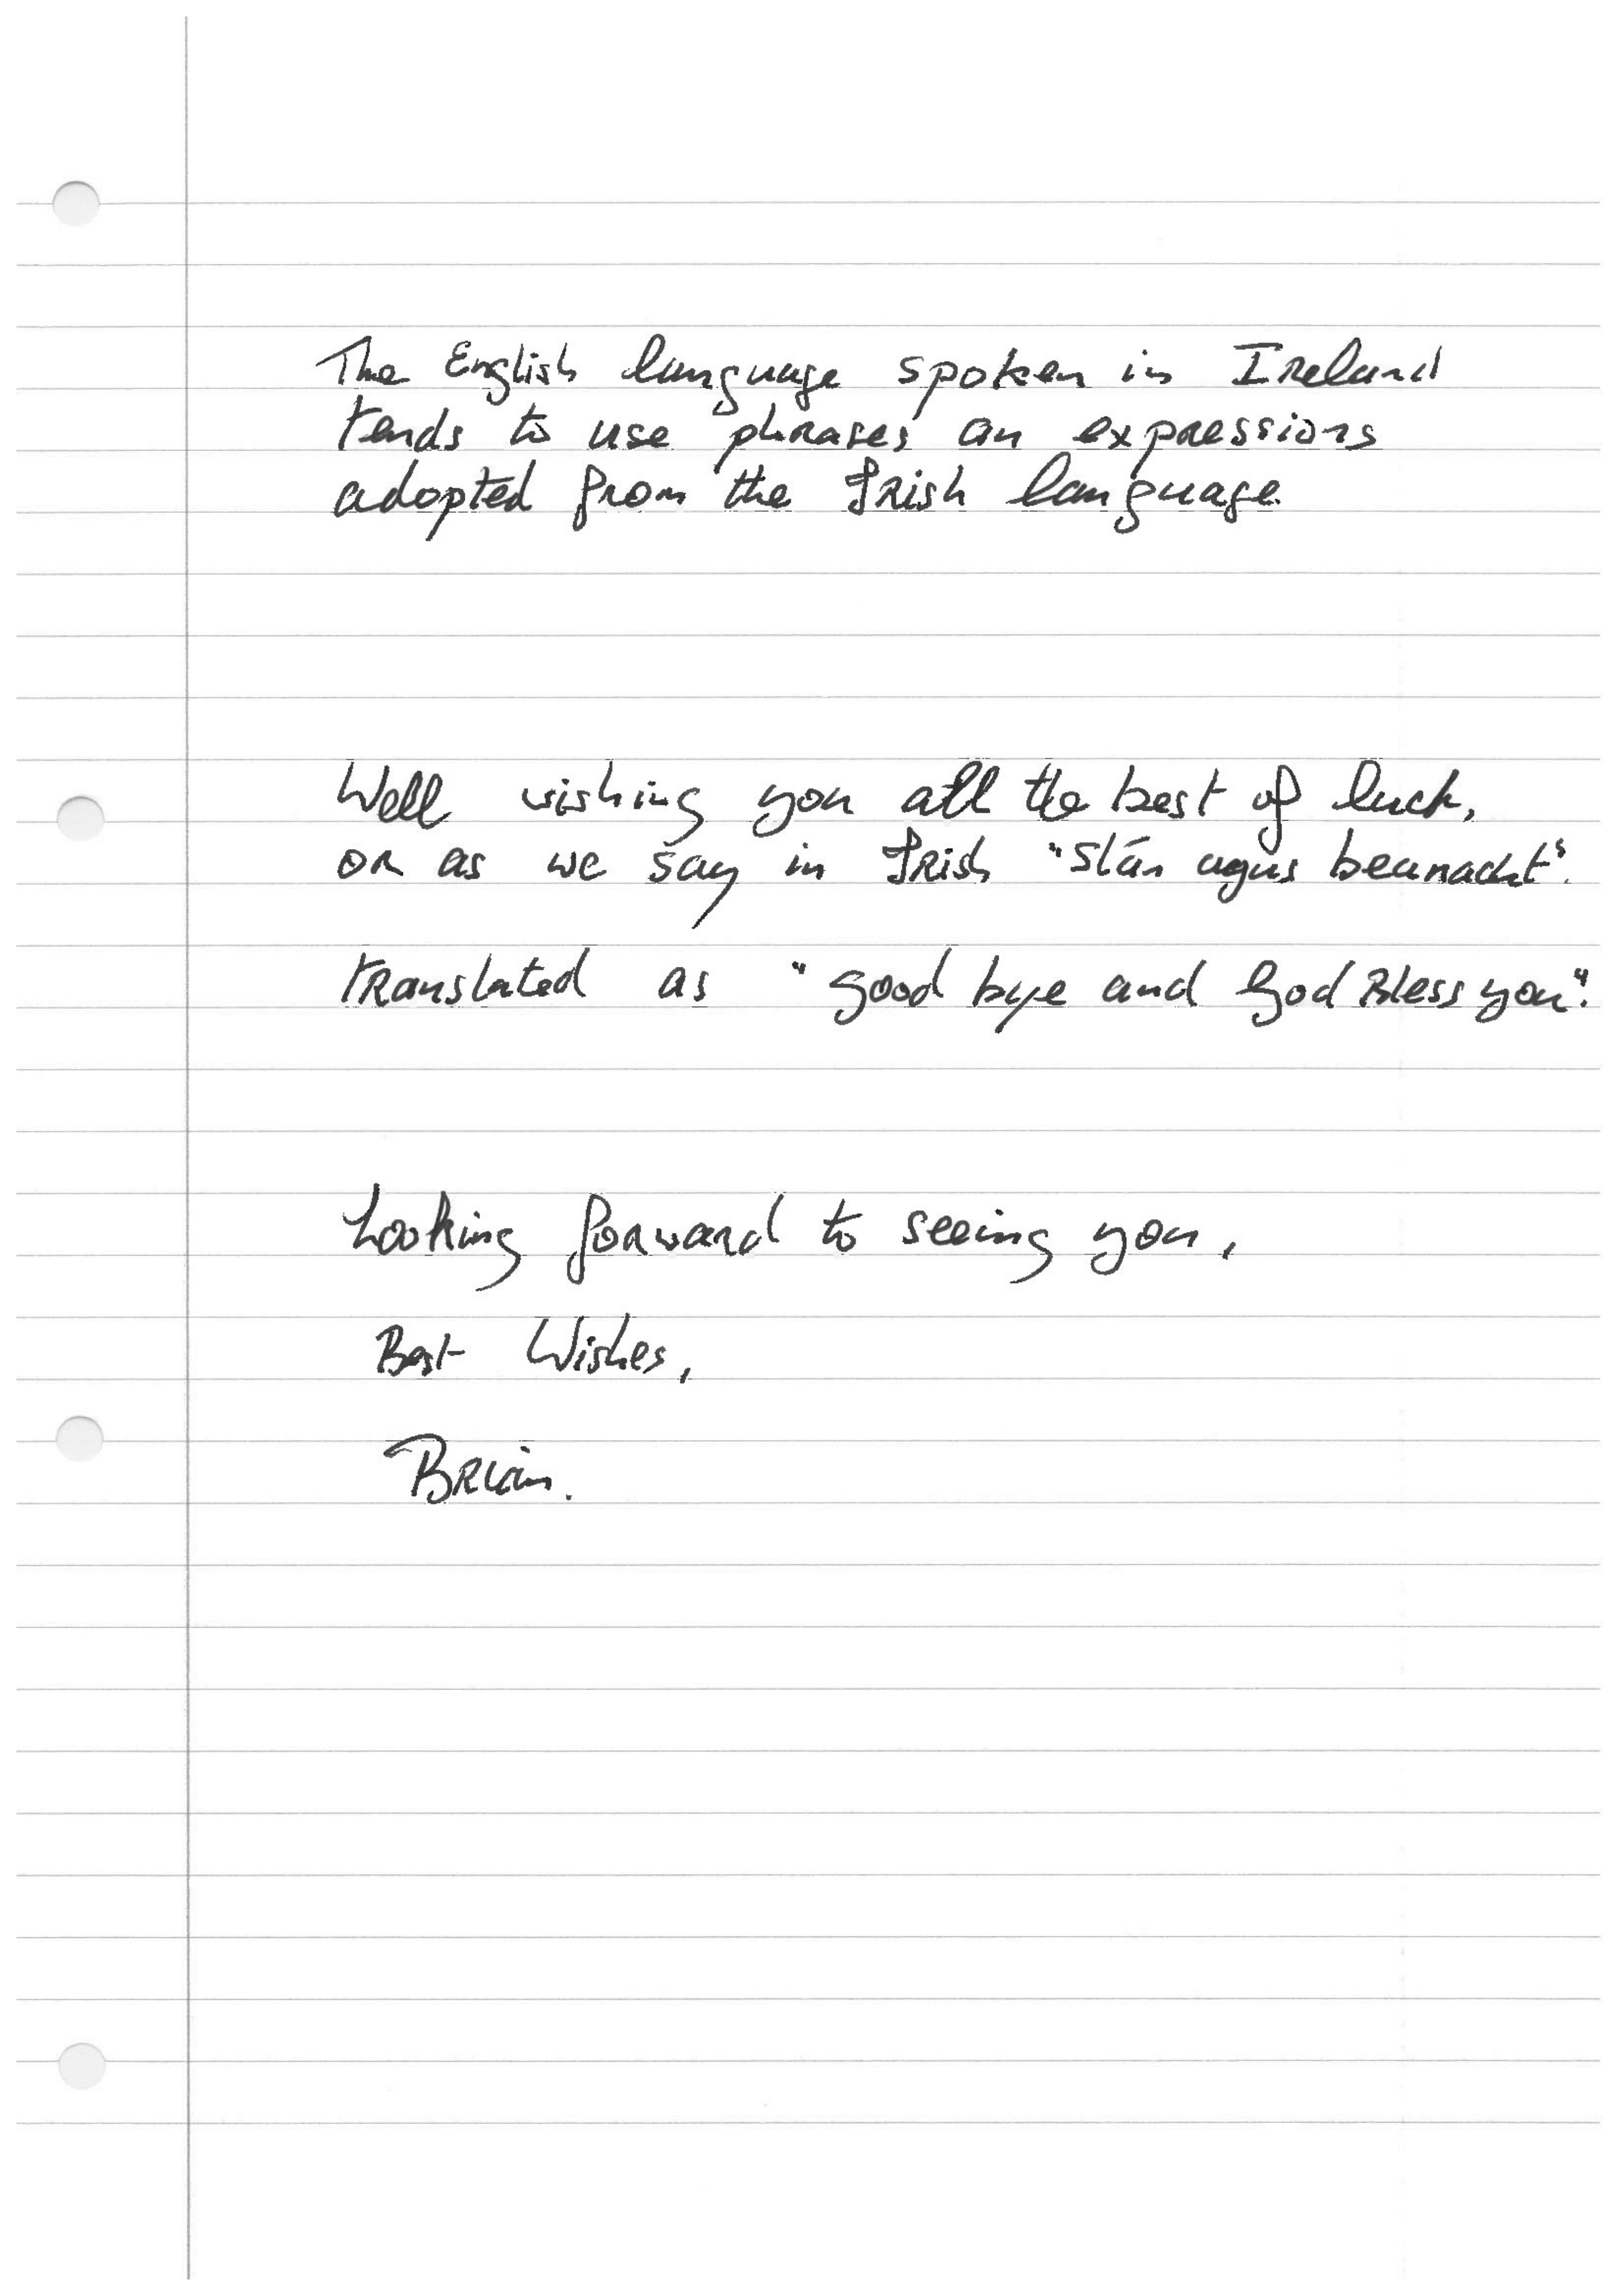 The English language spoken in Ireland
tends to use phrases an expressions
adopted from the Irish language
Well wishing you all the best of luck,
or as we say in Irish "slán agus beannacht".
translated as "good bye and God Bless you".
Looking forward to seeing you,
Best Wishes,
Brian.